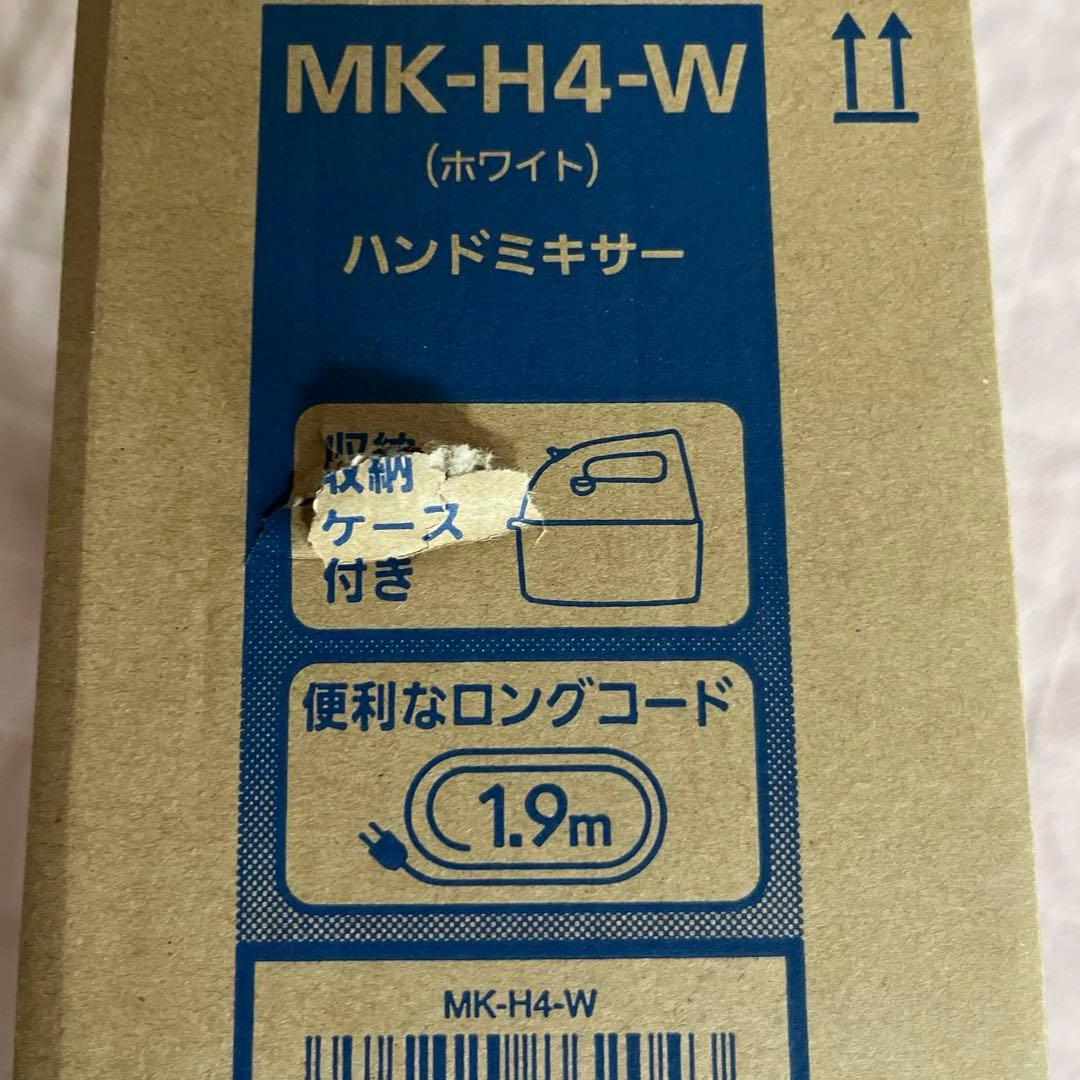 MK-H4-W
(ホワイト)
ハンドミキサー
収納
ケース
付き
便利なロングコード
1.9m
MK-H4-W